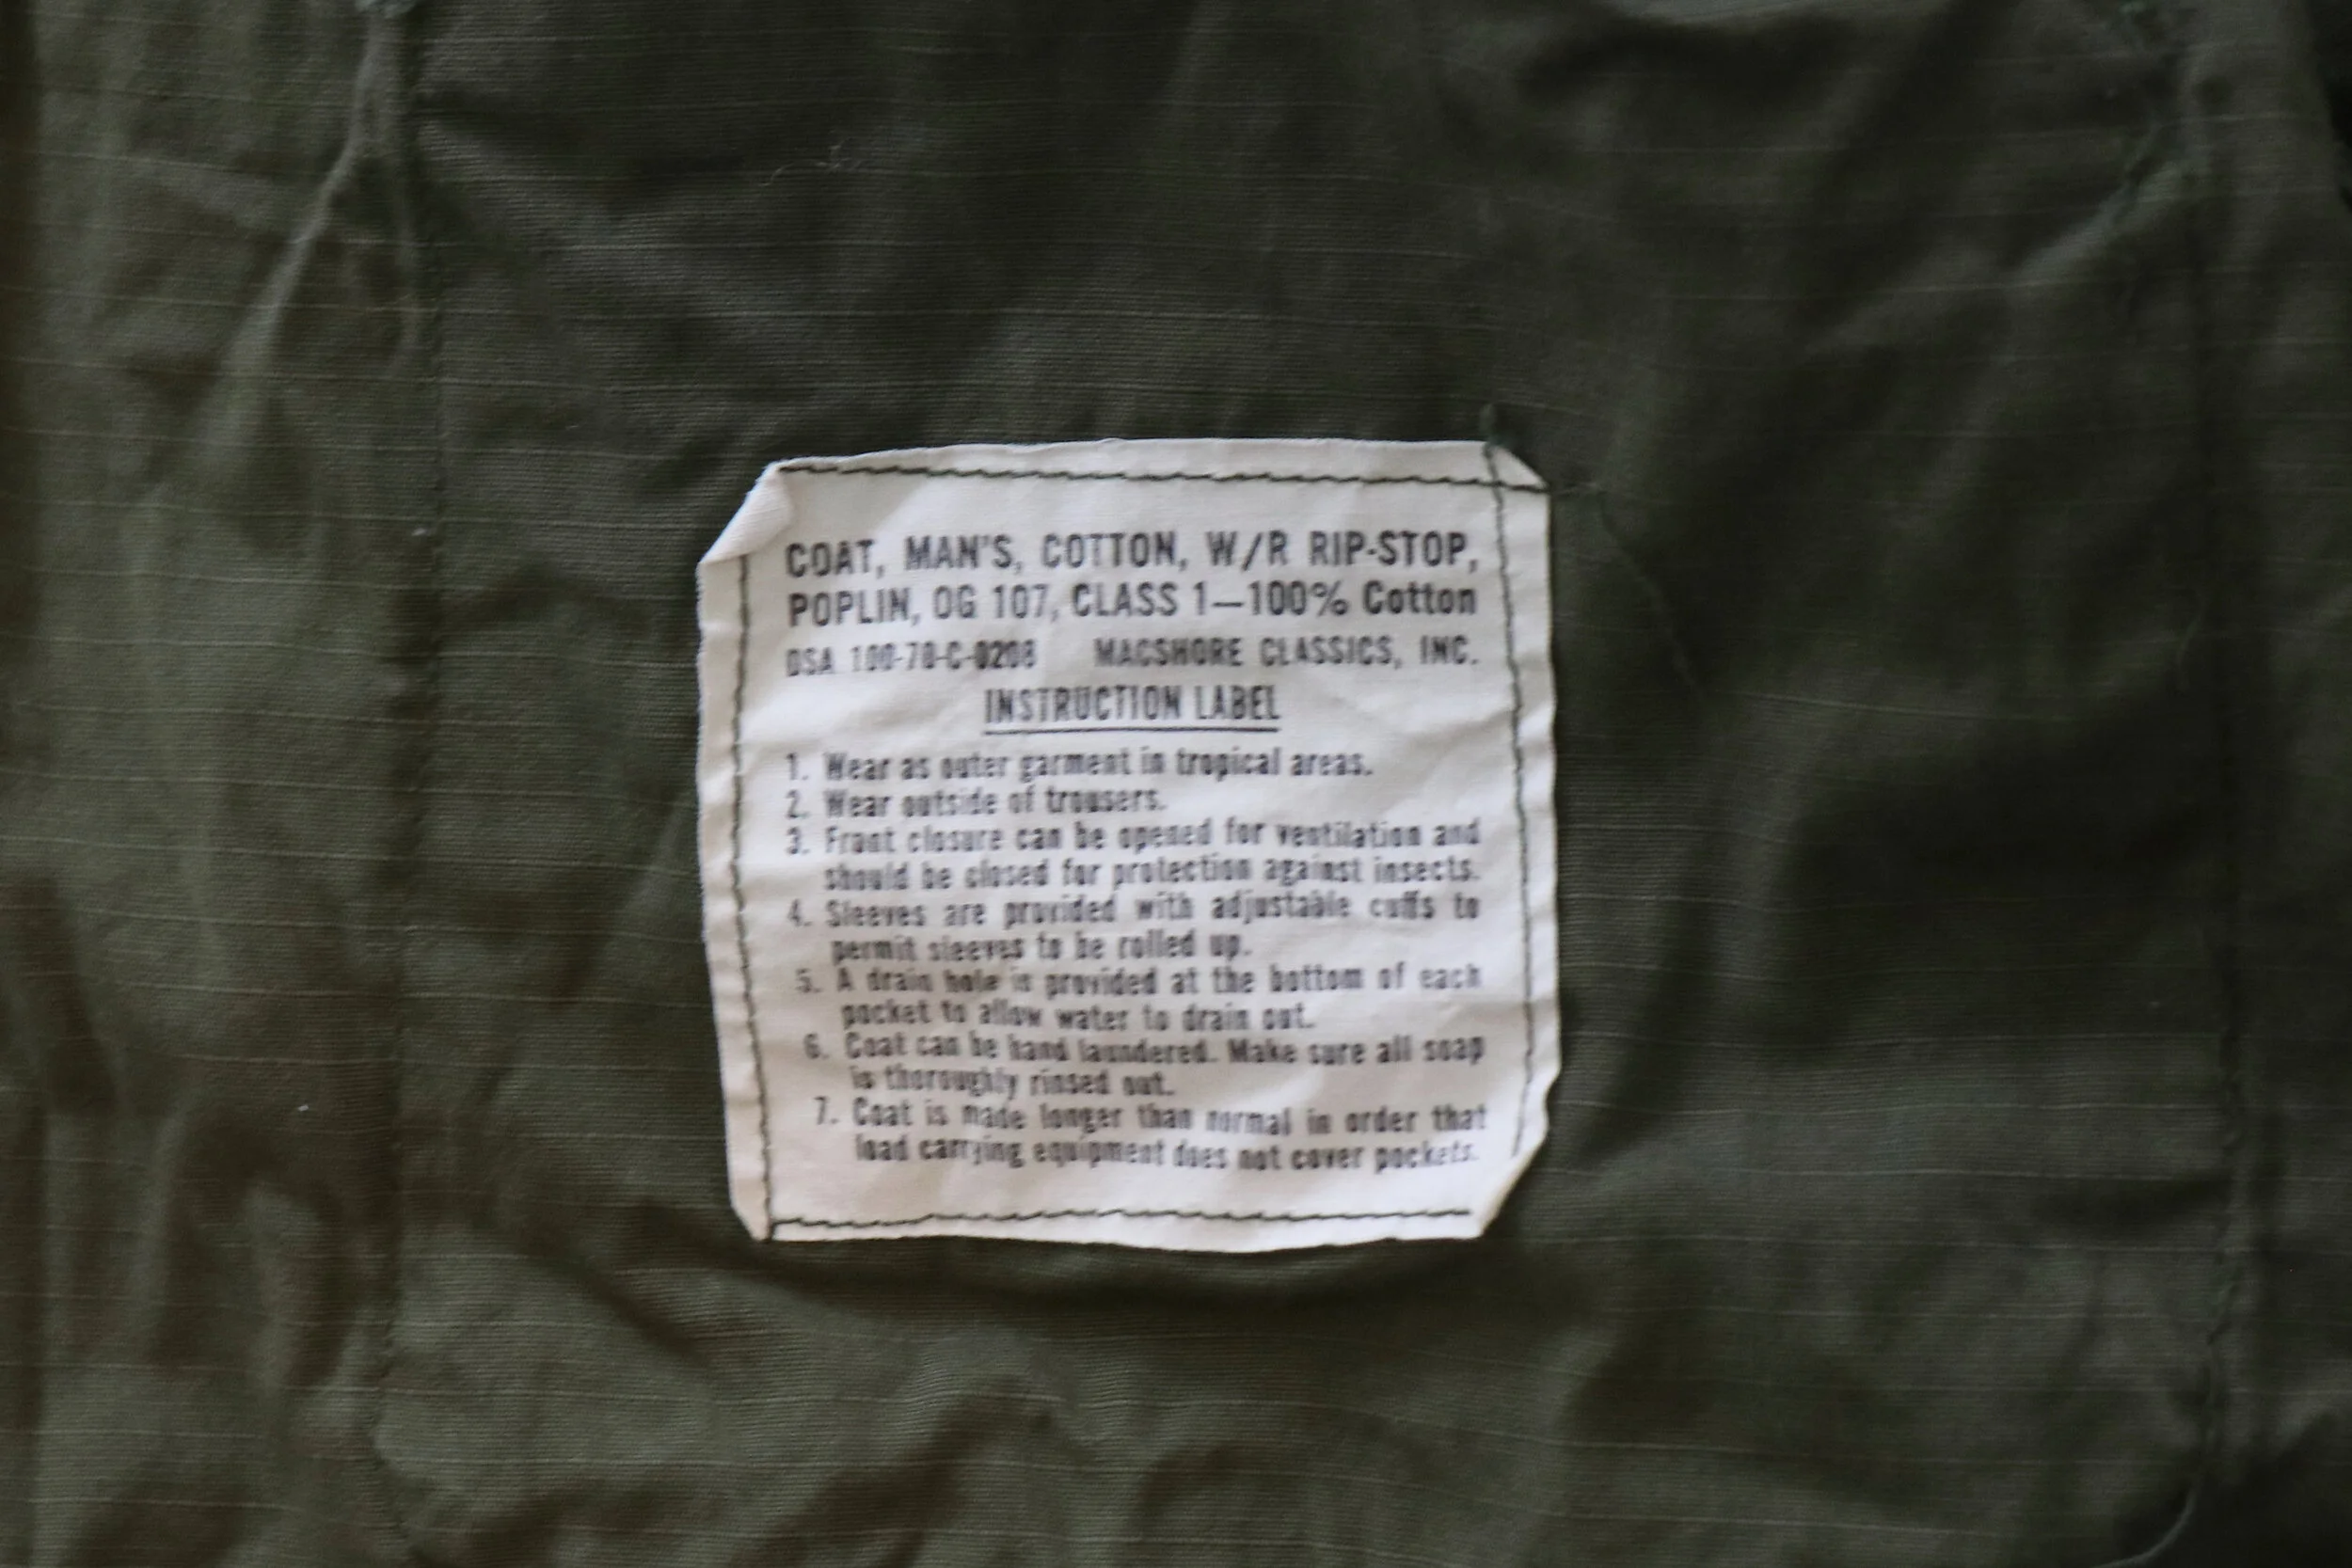 COAT, MAN'S, COTTON, W/R RIP-STOP,
POPLIN, OG 107, CLASS 1—100% Cotton
DSA 100-70-C-0208 MACSHORE CLASSICS, INC.
INSTRUCTION LABEL
1. Wear as outer garment in tropical areas.
2. Wear outside of trousers.
3. Front closure can be opened for ventilation and
should be closed for protection against insects.
4. Sleeves are provided with adjustable cuffs to
permit sleeves to be rolled up.
5. A drain hole is provided at the bottom of each
pocket to allow water to drain out.
6. Coat can be hand laundered. Make sure all soap
is thoroughly rinsed out.
7. Coat is made longer than normal in order that
load carrying equipment does not cover pockets.